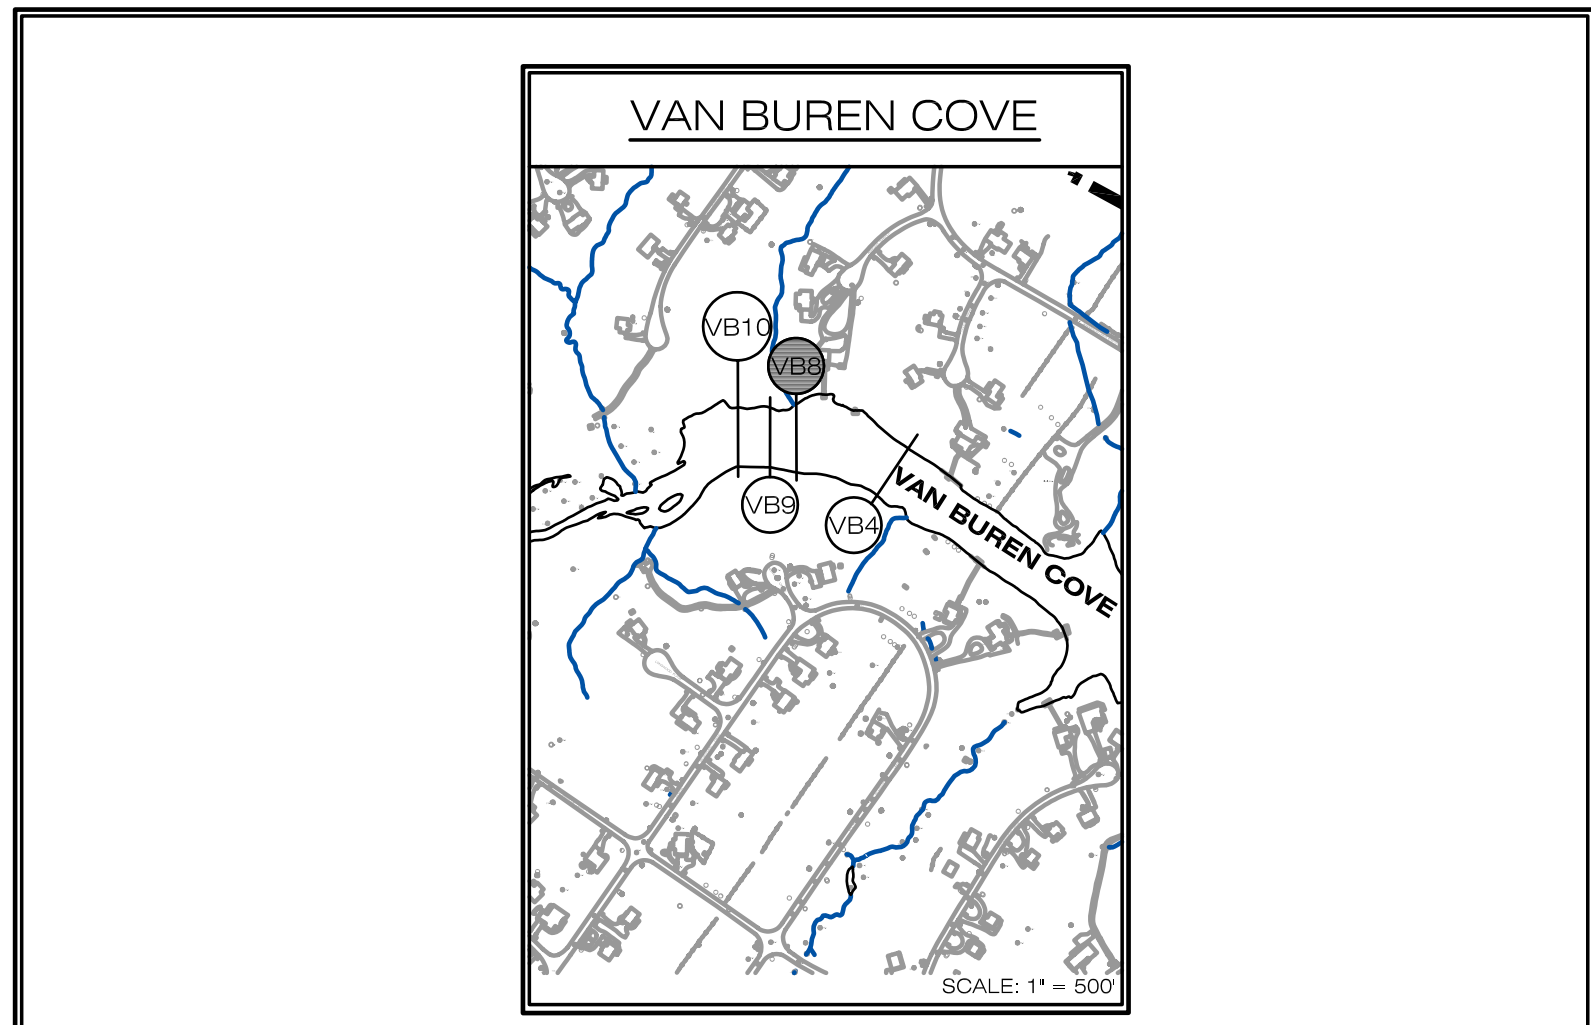 VAN BUREN COVE
VB10
VB8
VB9
VB4
VAN BUREN COVE
SCALE: 1" = 500'